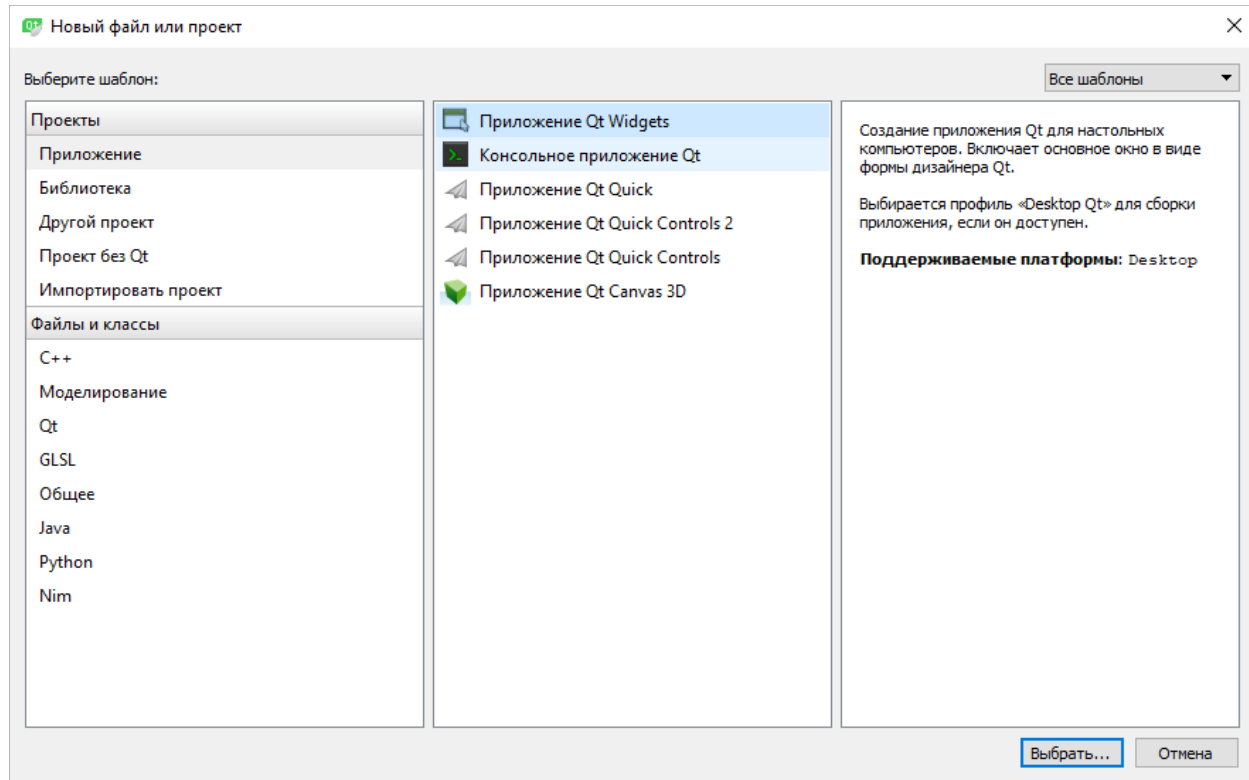 Новый файл или проект
Выберите шаблон:
Все шаблоны
Проекты
Приложение
Библиотека
Другой проект
Проект без Qt
Импортировать проект
Файлы и классы
C++
Моделирование
Qt
GLSL
Общее
Java
Python
Nim
Приложение Qt Widgets
Консольное приложение Qt
Приложение Qt Quick
Приложение Qt Quick Controls 2
Приложение Qt Quick Controls
Приложение Qt Canvas 3D
Создание приложения Qt для настольных
компьютеров. Включает основное окно в виде
формы дизайнера Qt.
Выбирается профиль «Desktop Qt» для сборки
приложения, если он доступен.
Поддерживаемые платформы: Desktop
Выбрать...
Отмена